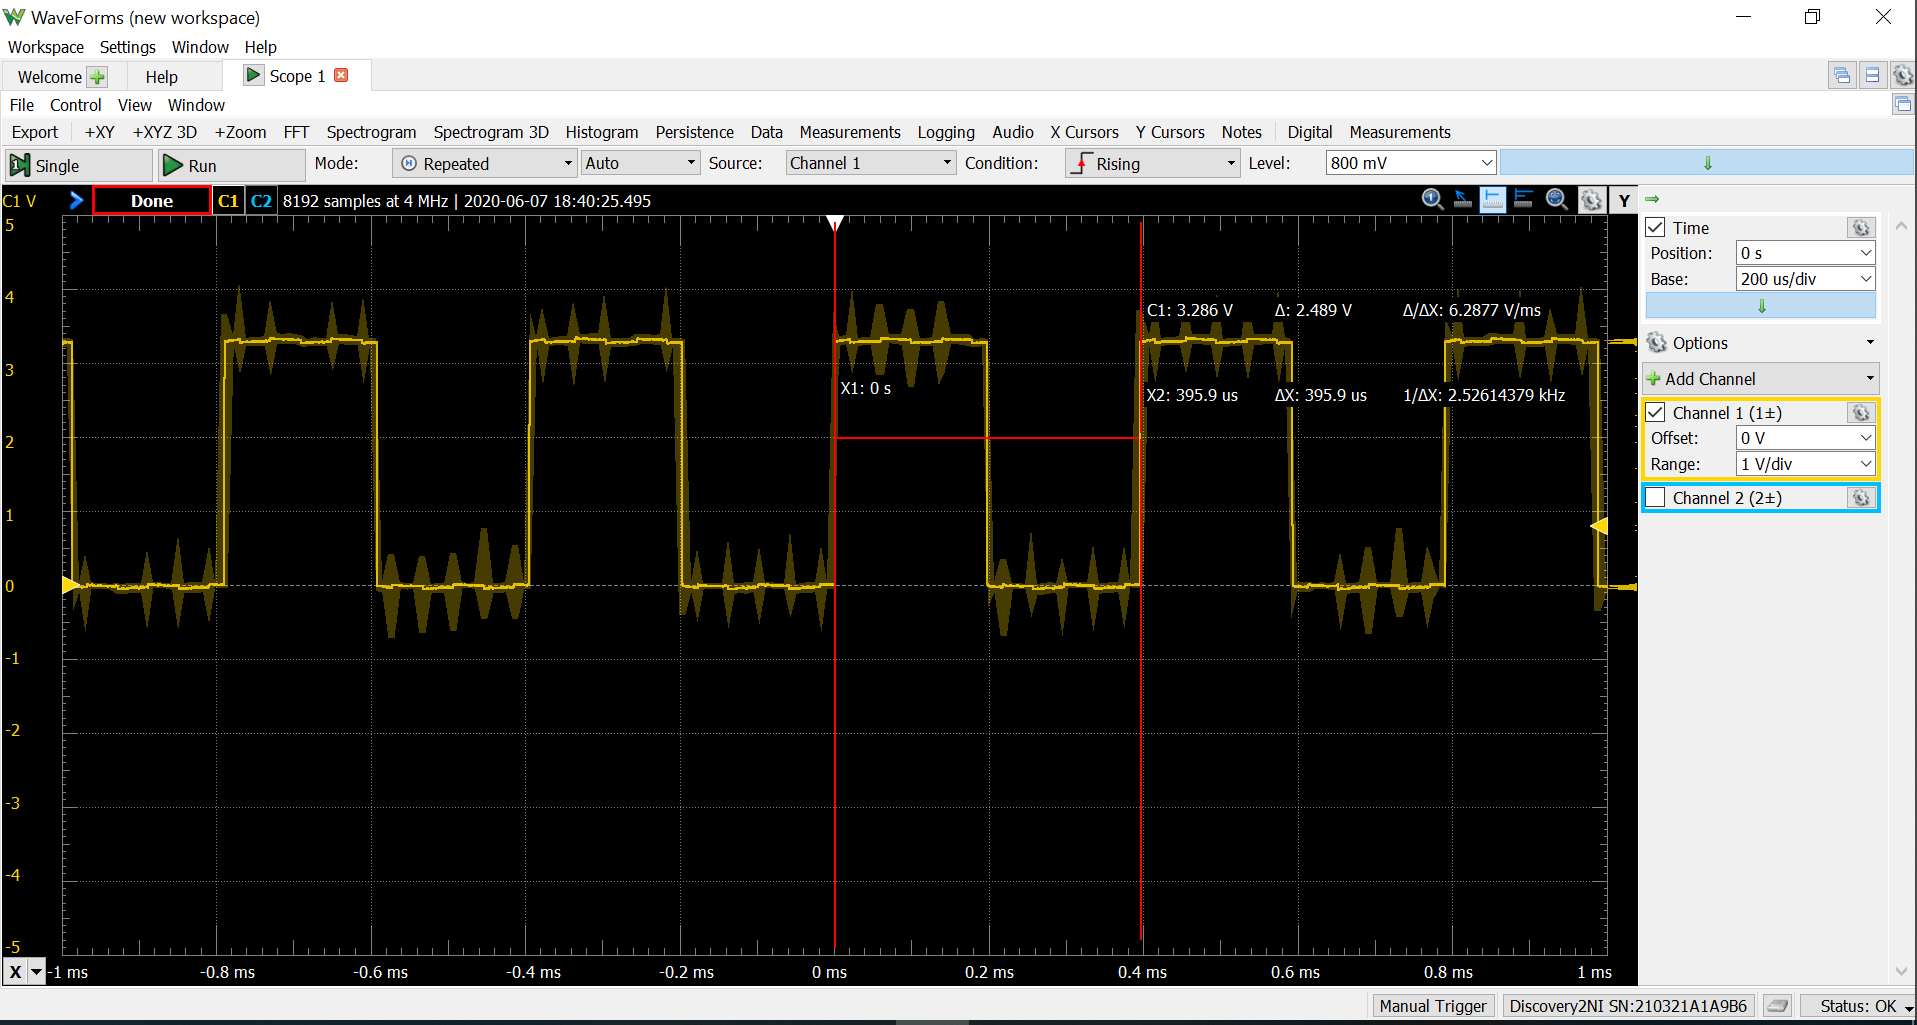 WaveForms (new workspace)
Workspace Settings Window Help
Welcome Help Scope 1
File Control View Window
Export +XY +XYZ 3D +Zoom FFT Spectrogram Spectrogram 3D Histogram Persistence Data Measurements Logging Audio X Cursors Y Cursors Notes Digital Measurements
Single Run Mode: Repeated Auto Source: Channel 1 Condition: Rising Level: 800 mV
C1 V Done C1 C2 8192 samples at 4 MHz | 2020-06-07 18:40:25.495 Y
5
4
3
2
1
0
-1
-2
-3
-4
-5
C1: 3.286 V Δ: 2.489 V Δ/ΔX: 6.2877 V/ms
X1: 0 s
X2: 395.9 us ΔX: 395.9 us 1/ΔX: 2.52614379 kHz
X -1 ms -0.8 ms -0.6 ms -0.4 ms -0.2 ms 0 ms 0.2 ms 0.4 ms 0.6 ms 0.8 ms 1 ms
Time
Position: 0 s
Base: 200 us/div
Options
Add Channel
Channel 1 (1±)
Offset: 0 V
Range: 1 V/div
Channel 2 (2±)
Manual Trigger Discovery2NI SN:210321A1A9B6 Status: OK